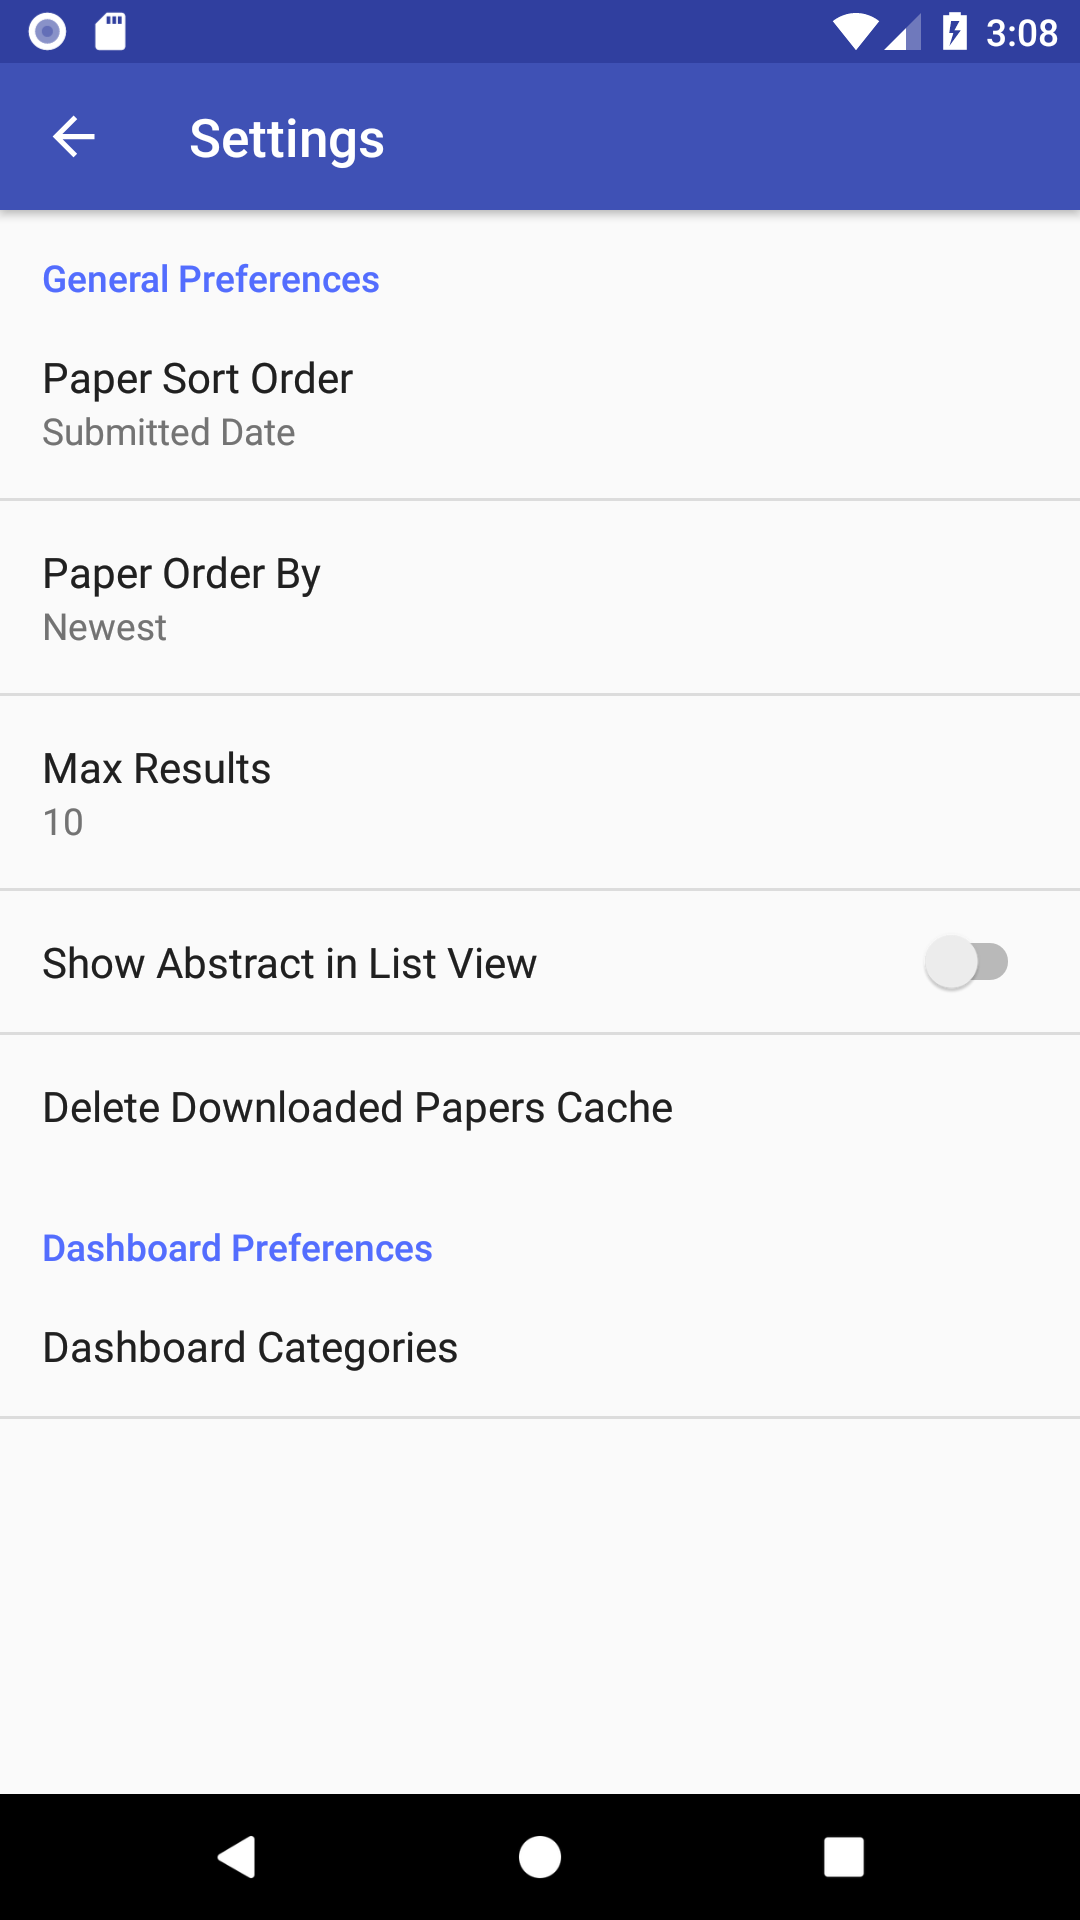 3:08
Settings
General Preferences
Paper Sort Order
Submitted Date
Paper Order By
Newest
Max Results
10
Show Abstract in List View
Delete Downloaded Papers Cache
Dashboard Preferences
Dashboard Categories